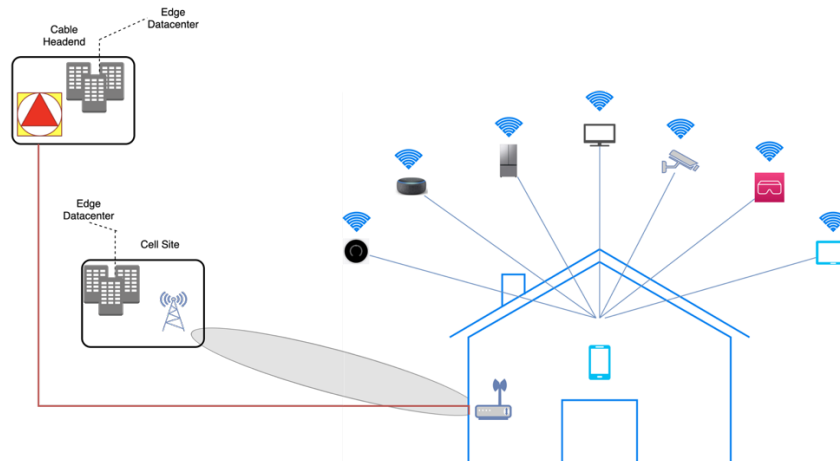 Edge
Datacenter
Cable
Headend
Edge
Datacenter
Cell Site